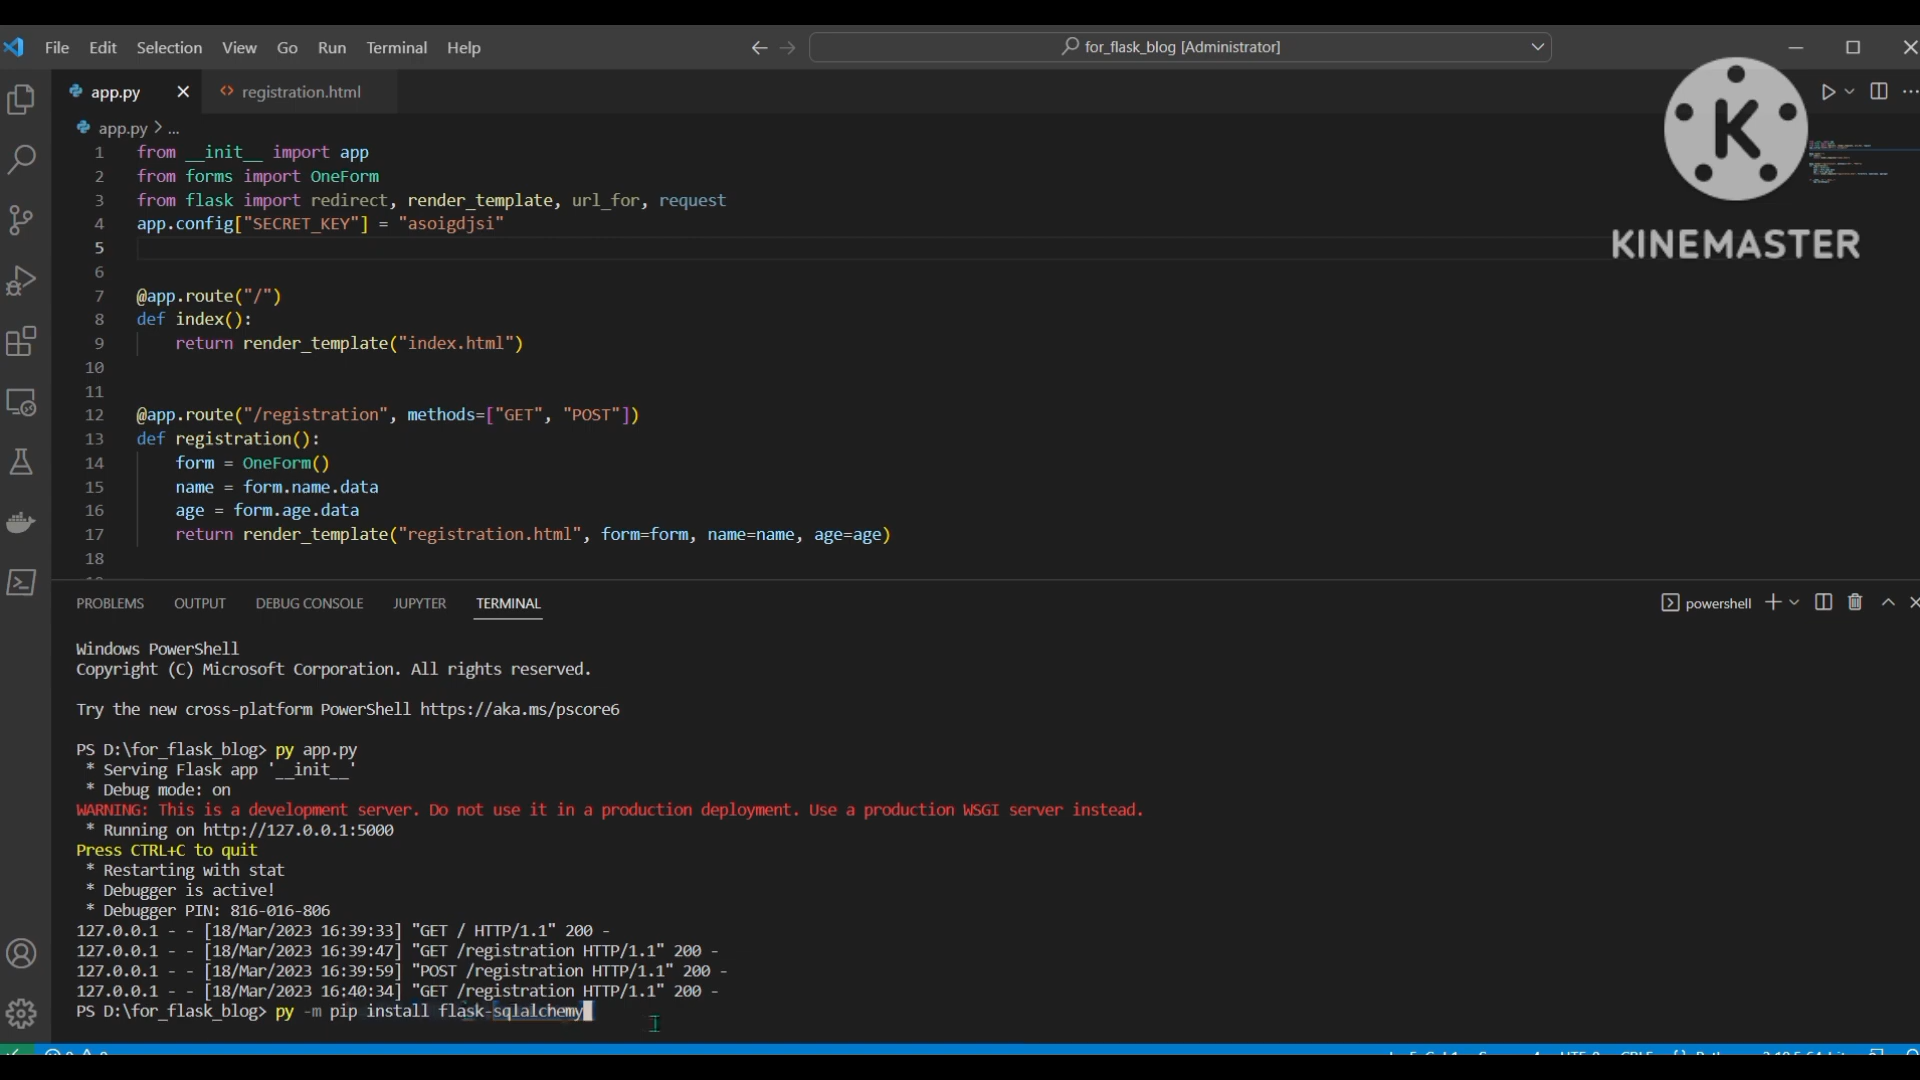 File Edit Selection View Go Run Terminal Help
for_flask_blog [Administrator]
app.py
registration.html
app.py > ...
K
KINEMASTER
1 from __init__ import app
2 from forms import OneForm
3 from flask import redirect, render_template, url_for, request
4 app.config["SECRET_KEY"] = "asoigdjsi"
5
6
7 @app.route("/")
8 def index():
9 return render_template("index.html")
10
11
12 @app.route("/registration", methods=["GET", "POST"])
13 def registration():
14 form = OneForm()
15 name = form.name.data
16 age = form.age.data
17 return render_template("registration.html", form=form, name=name, age=age)
18
PROBLEMS OUTPUT DEBUG CONSOLE JUPYTER TERMINAL
powershell
Windows PowerShell
Copyright (C) Microsoft Corporation. All rights reserved.
Try the new cross-platform PowerShell https://aka.ms/pscore6
PS D:\for_flask_blog> py app.py
* Serving Flask app '__init__'
* Debug mode: on
WARNING: This is a development server. Do not use it in a production deployment. Use a production WSGI server instead.
* Running on http://127.0.0.1:5000
Press CTRL+C to quit
* Restarting with stat
* Debugger is active!
* Debugger PIN: 816-016-806
127.0.0.1 - - [18/Mar/2023 16:39:33] "GET / HTTP/1.1" 200 -
127.0.0.1 - - [18/Mar/2023 16:39:47] "GET /registration HTTP/1.1" 200 -
127.0.0.1 - - [18/Mar/2023 16:39:59] "POST /registration HTTP/1.1" 200 -
127.0.0.1 - - [18/Mar/2023 16:40:34] "GET /registration HTTP/1.1" 200 -
PS D:\for_flask_blog> py -m pip install flask-sqlalchemy